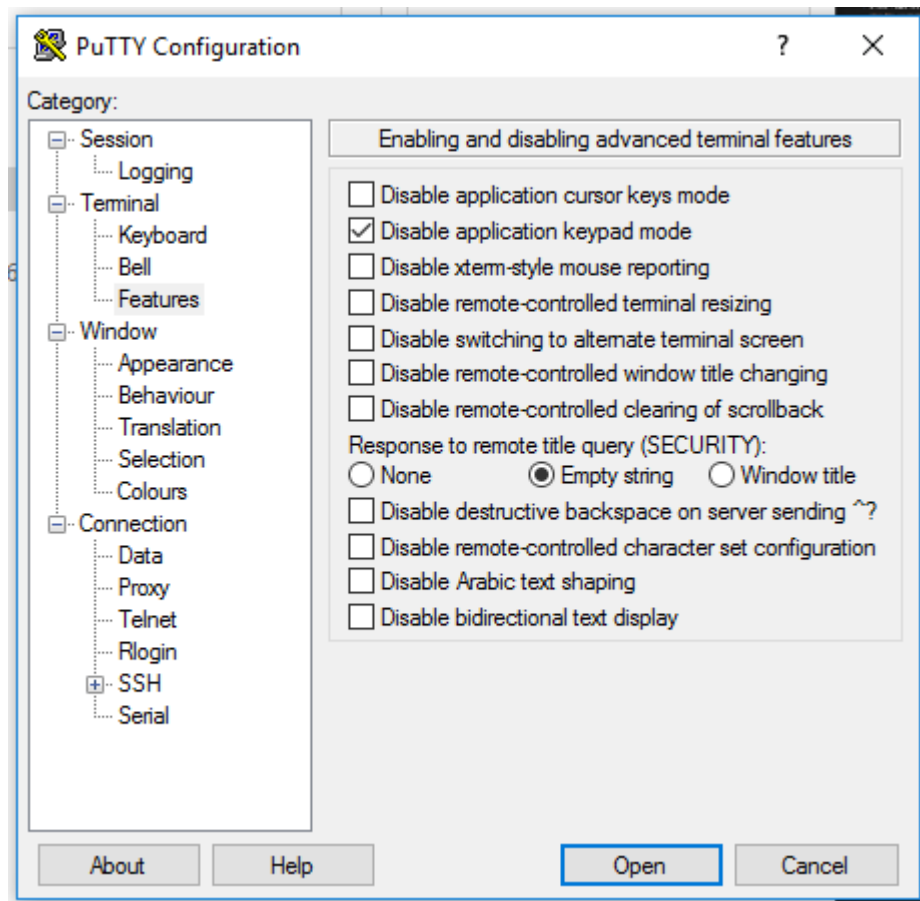 PuTTY Configuration
?
Category:
Session
Logging
Terminal
Keyboard
Bell
Features
Window
Appearance
Behaviour
Translation
Selection
Colours
Connection
Data
Proxy
Telnet
Rlogin
SSH
Serial
Enabling and disabling advanced terminal features
Disable application cursor keys mode
Disable application keypad mode
Disable xterm-style mouse reporting
Disable remote-controlled terminal resizing
Disable switching to alternate terminal screen
Disable remote-controlled window title changing
Disable remote-controlled clearing of scrollback
Response to remote title query (SECURITY):
None Empty string Window title
Disable destructive backspace on server sending ^?
Disable remote-controlled character set configuration
Disable Arabic text shaping
Disable bidirectional text display
About Help Open Cancel